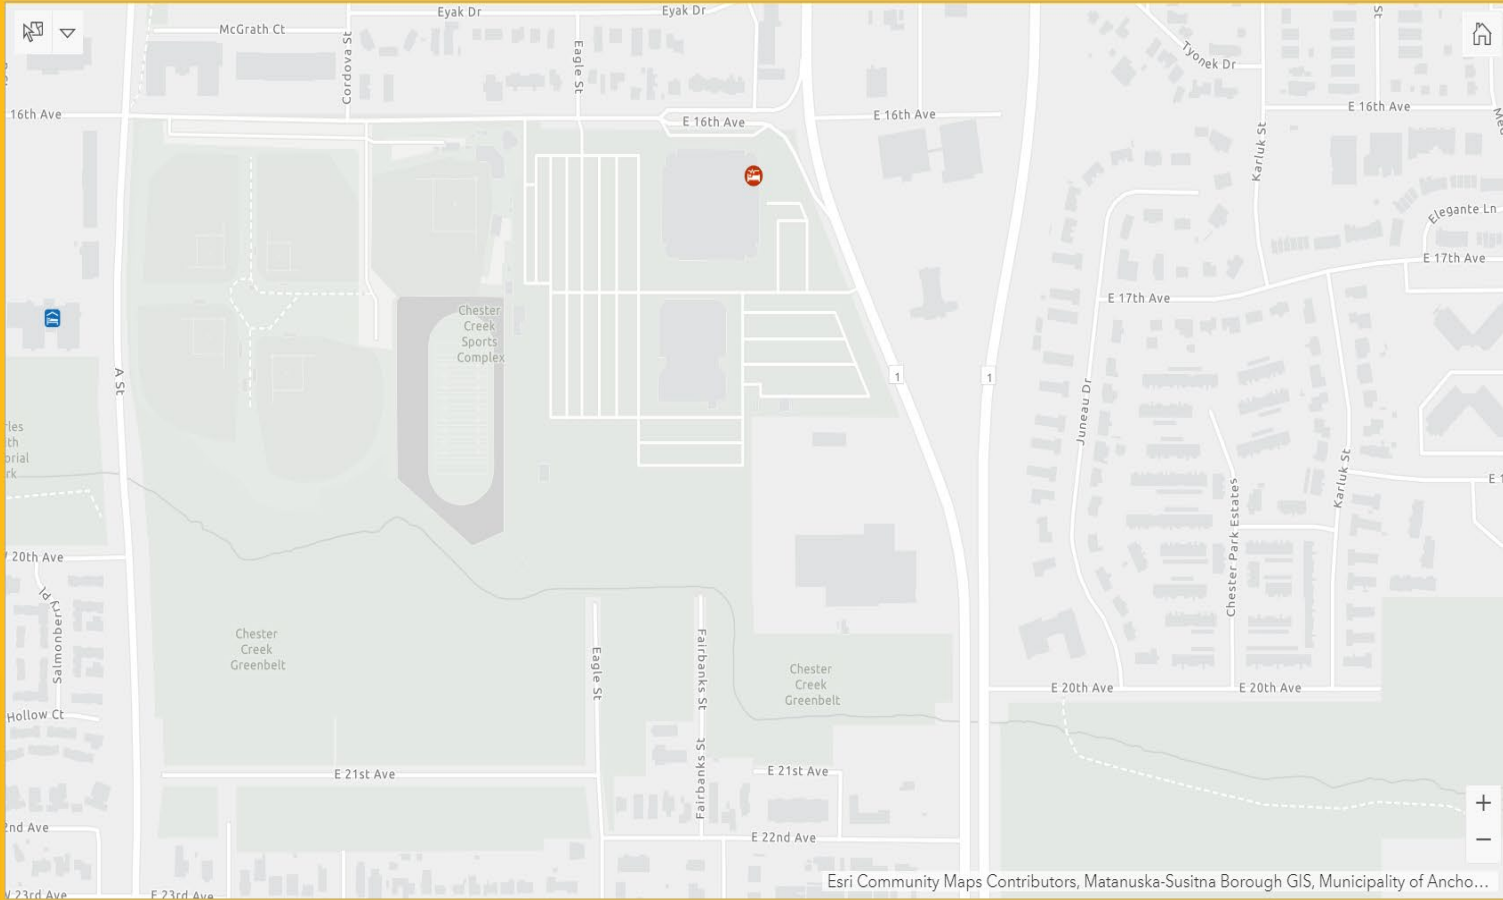 Eyak Dr
Eyak Dr
St
McGrath Ct
Cordova St
Eagle St
Tyonek Dr
16th Ave
E 16th Ave
E 16th Ave
E 16th Ave
Karluk St
Elegante Ln
E 17th Ave
E 17th Ave
Chester
Creek
Sports
Complex
A St
1
1
Juneau Dr
Karluk St
Chester Park Estates
20th Ave
Salmonberry Pl
Chester
Creek
Greenbelt
Eagle St
Fairbanks St
Chester
Creek
Greenbelt
E 20th Ave
E 20th Ave
Hollow Ct
E 21st Ave
E 21st Ave
Fairbanks St
2nd Ave
E 22nd Ave
23rd Ave
E 23rd Ave
Esri Community Maps Contributors, Matanuska-Susitna Borough GIS, Municipality of Ancho...